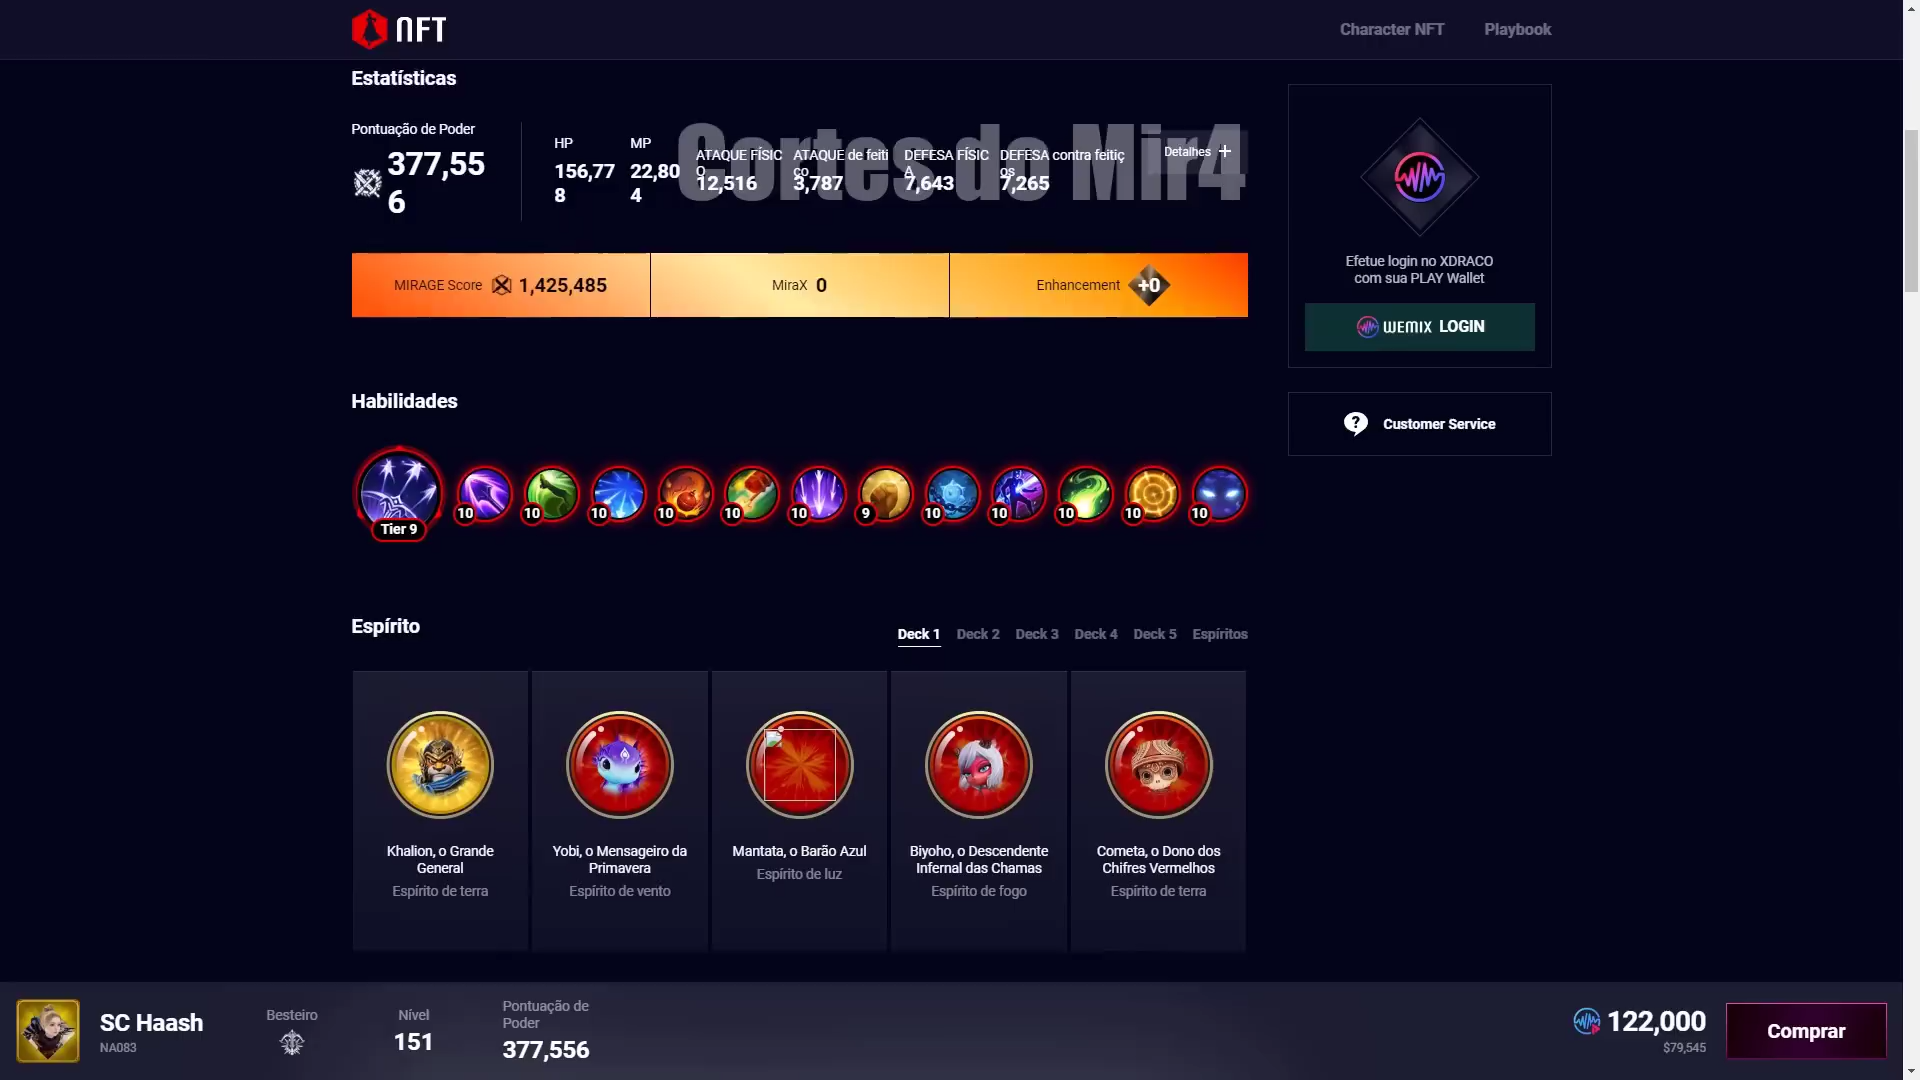 NFT
Character NFT
Playbook
Estatísticas
Pontuação de Poder
377,55
6
HP
156,77
8
MP
22,80
4
ATAQUE FÍSIC
O
12,516
ATAQUE de feiti
ço
3,787
DEFESA FÍSIC
A
7,643
DEFESA contra feitiç
os
7,265
Detalhes +
Cortes do Mir4
MIRAGE Score 1,425,485
MiraX 0
Enhancement +0
Efetue login no XDRACO
com sua PLAY Wallet
WEMIX LOGIN
Customer Service
Habilidades
Tier 9
10
10
10
10
10
10
9
10
10
10
10
10
Espírito
Deck 1
Deck 2
Deck 3
Deck 4
Deck 5
Espíritos
Khalion, o Grande
General
Espírito de terra
Yobi, o Mensageiro da
Primavera
Espírito de vento
Mantata, o Barão Azul
Espírito de luz
Biyoho, o Descendente
Infernal das Chamas
Espírito de fogo
Cometa, o Dono dos
Chifres Vermelhos
Espírito de terra
SC Haash
NA083
Besteiro
Nível
151
Pontuação de
Poder
377,556
122,000
$79,545
Comprar